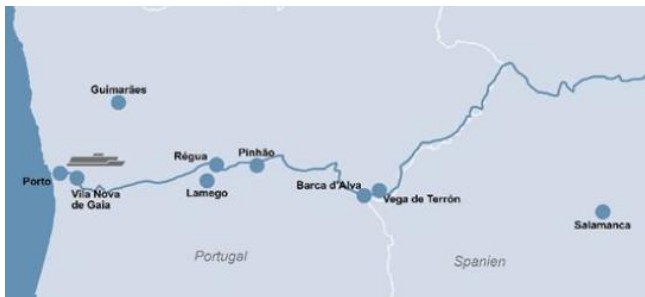 Guimarães
Régua
Pinhão
Porto
Vila Nova
de Gaia
Lamego
Barca d'Alva
Vega de Terrón
Salamanca
Portugal
Spanien